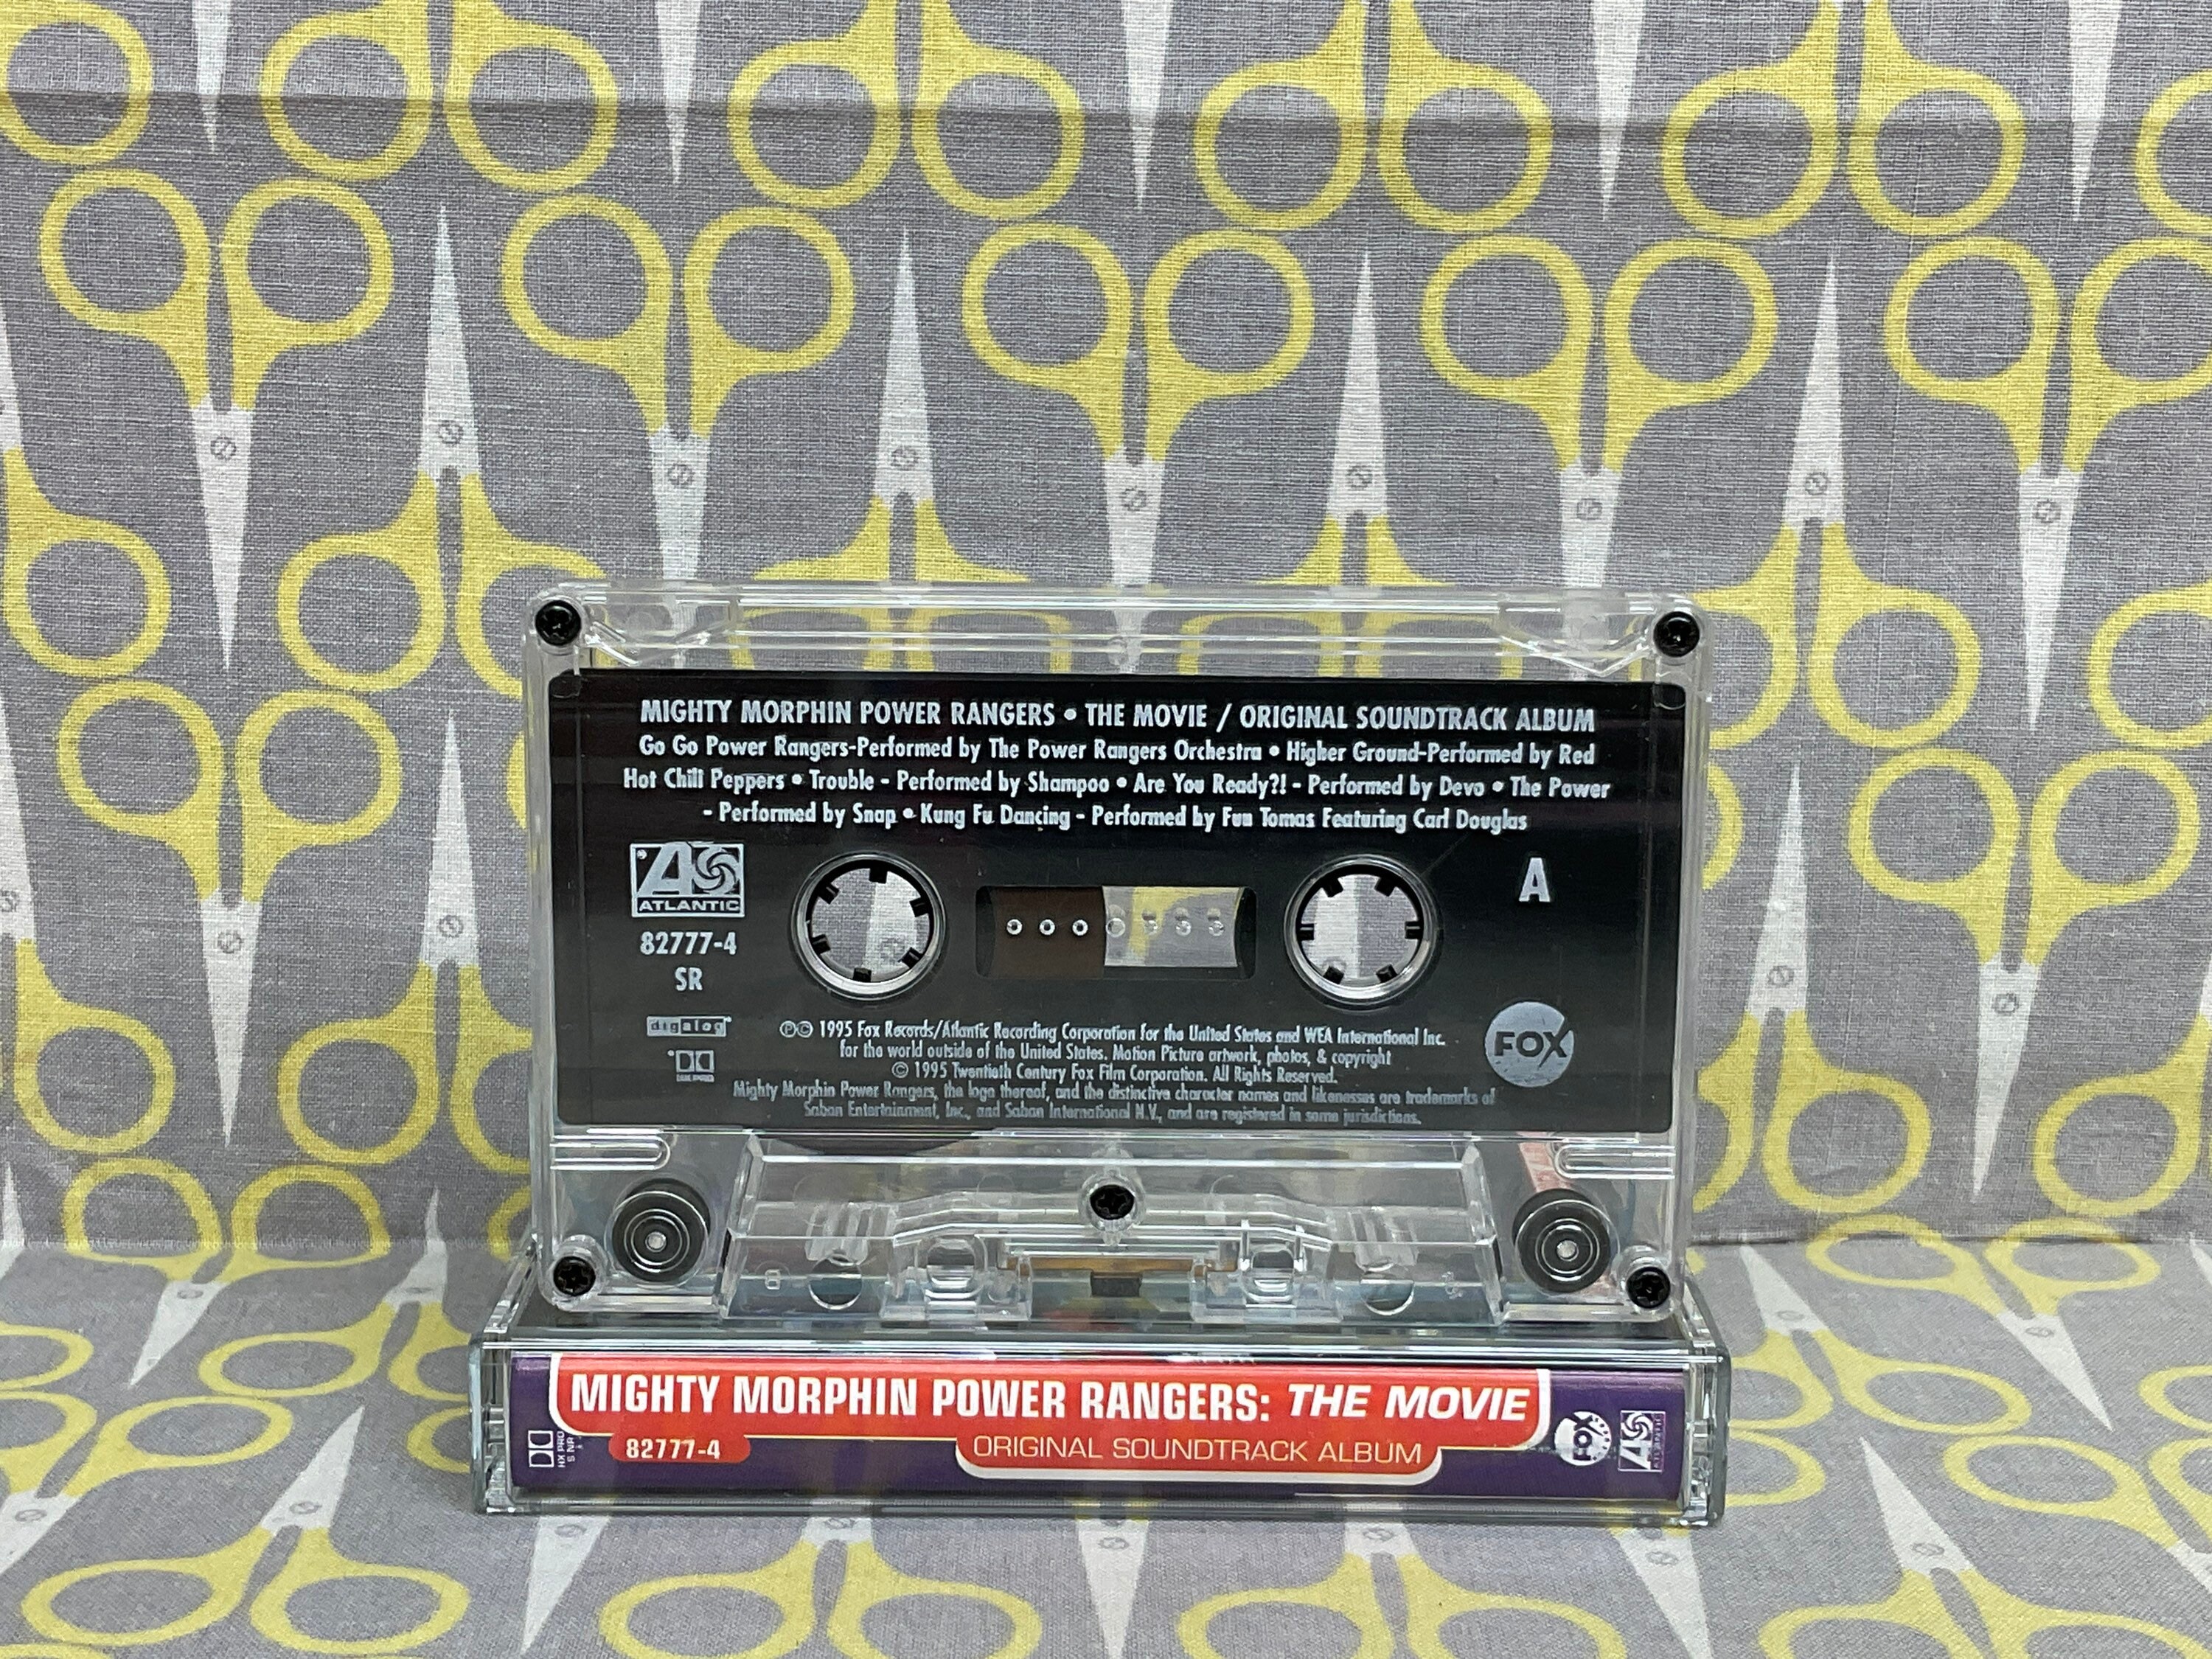 MIGHTY MORPHIN POWER RANGERS • THE MOVIE / ORIGINAL SOUNDTRACK ALBUM
Go Go Power Rangers-Performed by The Power Rangers Orchestra • Higher Ground-Performed by Red
Hot Chili Peppers • Trouble - Performed by Shampoo • Are You Ready?! - Performed by Devo • The Power
- Performed by Snap • Kung Fu Dancing - Performed by Fun Tomas Featuring Carl Douglas
ATLANTIC
82777-4
SR
A
digalog
FOX
℗© 1995 Fox Records/Atlantic Recording Corporation for the United States and WEA International Inc.
for the world outside of the United States. Motion Picture artwork, photos, & copyright
© 1995 Twentieth Century Fox Film Corporation. All Rights Reserved.
Mighty Morphin Power Rangers, the logo thereof, and the distinctive character names and likenesses are trademarks of
Saban Entertainment, Inc., and Saban International N.V., and are registered in some jurisdictions.
MIGHTY MORPHIN POWER RANGERS: THE MOVIE
82777-4
ORIGINAL SOUNDTRACK ALBUM
HX PRO
S NR
FOX
ATLANTIC